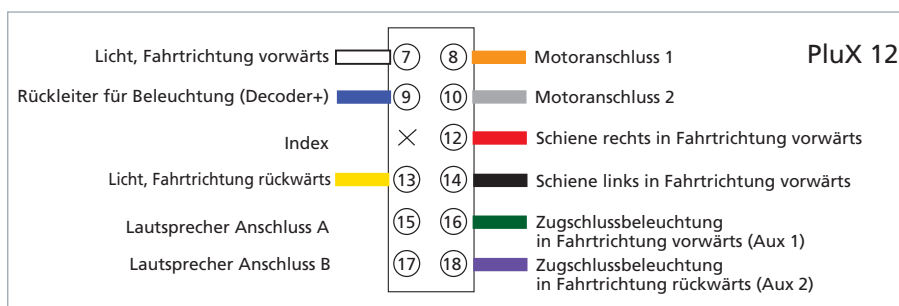 PluX 12
Licht, Fahrtrichtung vorwärts 7 8 Motoranschluss 1
Rückleiter für Beleuchtung (Decoder+) 9 10 Motoranschluss 2
Index 12 Schiene rechts in Fahrtrichtung vorwärts
Licht, Fahrtrichtung rückwärts 13 14 Schiene links in Fahrtrichtung vorwärts
Lautsprecher Anschluss A 15 16 Zugschlussbeleuchtung
in Fahrtrichtung vorwärts (Aux 1)
Lautsprecher Anschluss B 17 18 Zugschlussbeleuchtung
in Fahrtrichtung rückwärts (Aux 2)